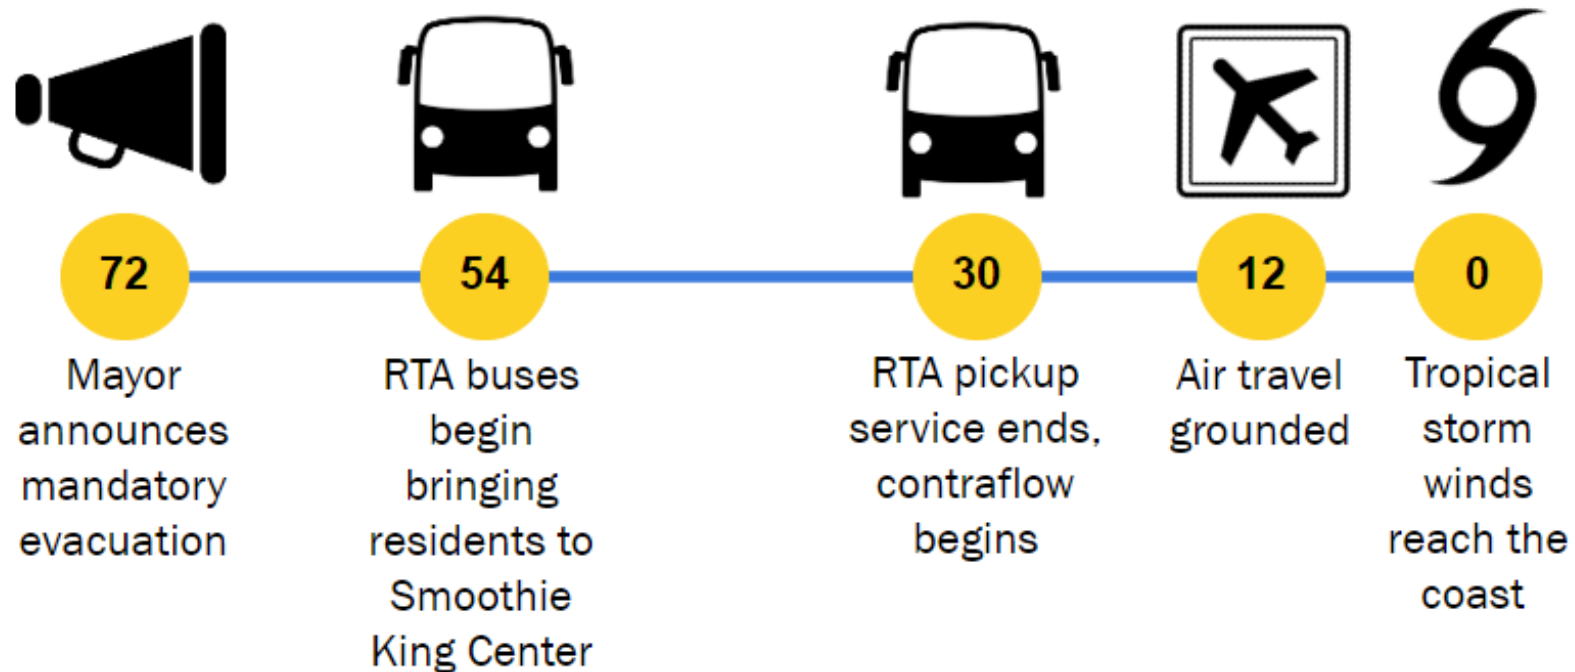 72
54
30
12
0
Mayor
announces
mandatory
evacuation
RTA buses
begin
bringing
residents to
Smoothie
King Center
RTA pickup
service ends,
contraflow
begins
Air travel
grounded
Tropical
storm
winds
reach the
coast